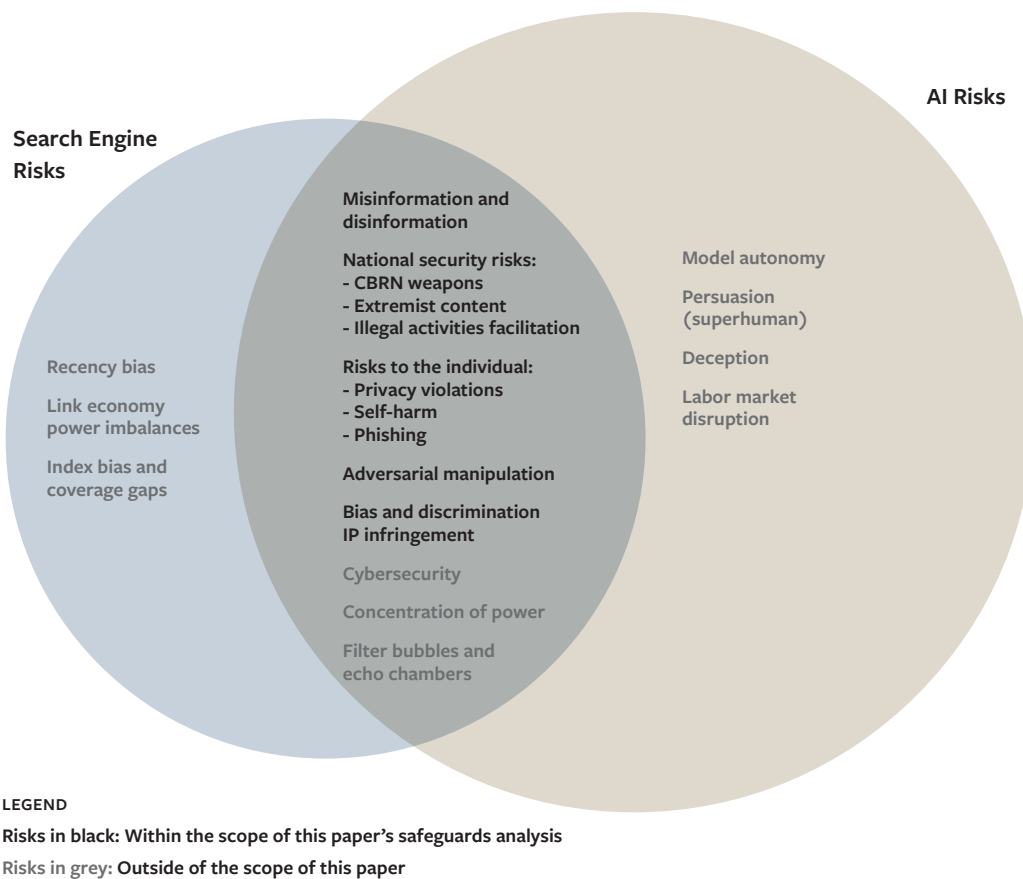 AI Risks
Search Engine
Risks
Misinformation and
disinformation
National security risks:
- CBRN weapons
- Extremist content
- Illegal activities facilitation
Risks to the individual:
- Privacy violations
- Self-harm
- Phishing
Adversarial manipulation
Bias and discrimination
IP infringement
Cybersecurity
Concentration of power
Filter bubbles and
echo chambers
Recency bias
Link economy
power imbalances
Index bias and
coverage gaps
Model autonomy
Persuasion
(superhuman)
Deception
Labor market
disruption
LEGEND
Risks in black: Within the scope of this paper's safeguards analysis
Risks in grey: Outside of the scope of this paper